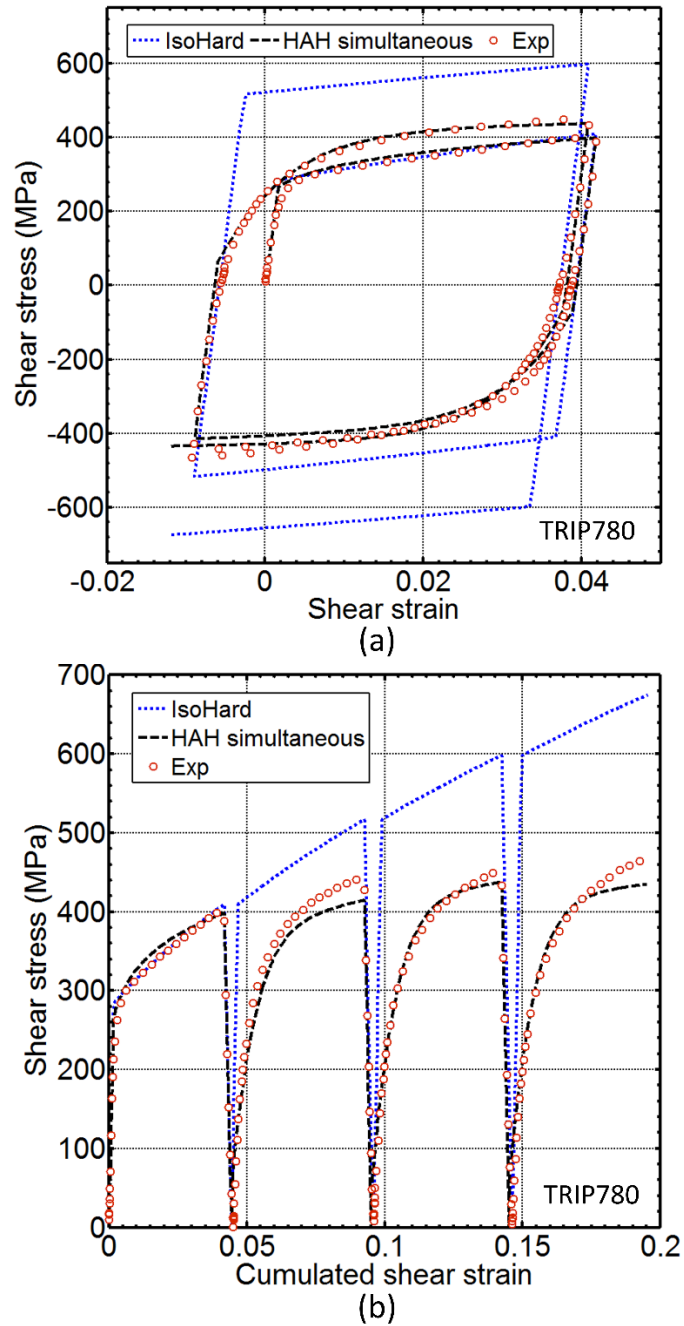 (a)
IsoHard HAH simultaneous Exp
600
400
200
0
-200
-400
-600
Shear stress (MPa)
TRIP780
-0.02 0 0.02 0.04
Shear strain
(a)
700
600
500
400
300
200
100
0
Shear stress (MPa)
IsoHard
HAH simultaneous
Exp
TRIP780
0 0.05 0.10 0.15 0.2
Cumulated shear strain
(b)